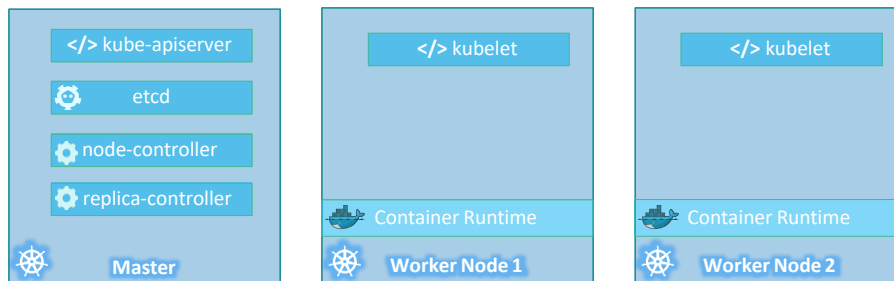 </> kube-apiserver
etcd
node-controller
replica-controller
Master
</> kubelet
Container Runtime
Worker Node 1
</> kubelet
Container Runtime
Worker Node 2